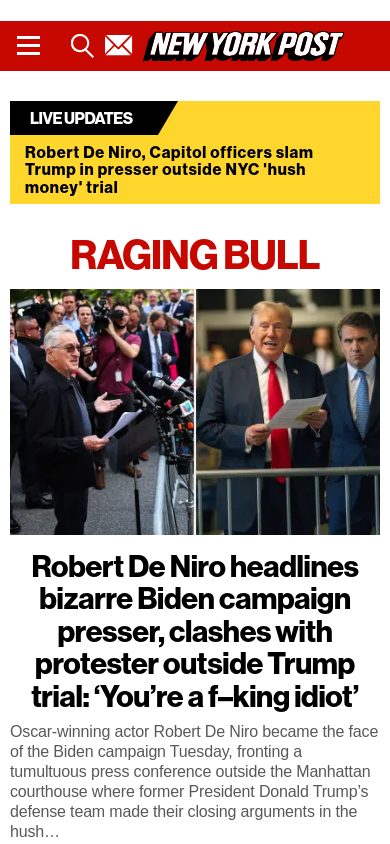 NEW YORK POST
LIVE UPDATES
Robert De Niro, Capitol officers slam
Trump in presser outside NYC 'hush
money' trial
RAGING BULL
Robert De Niro headlines
bizarre Biden campaign
presser, clashes with
protester outside Trump
trial: ‘You’re a f–king idiot’
Oscar-winning actor Robert De Niro became the face
of the Biden campaign Tuesday, fronting a
tumultuous press conference outside the Manhattan
courthouse where former President Donald Trump’s
defense team made their closing arguments in the
hush…